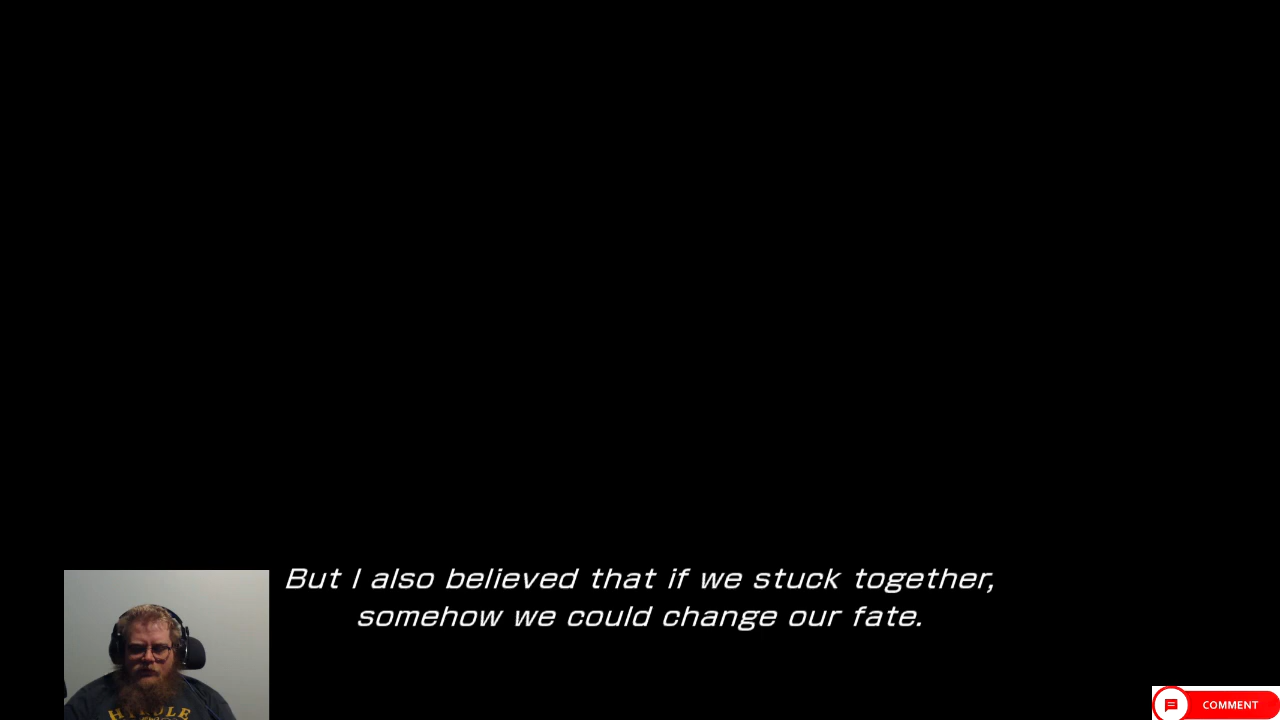 But I also believed that if we stuck together,
somehow we could change our fate.
COMMENT